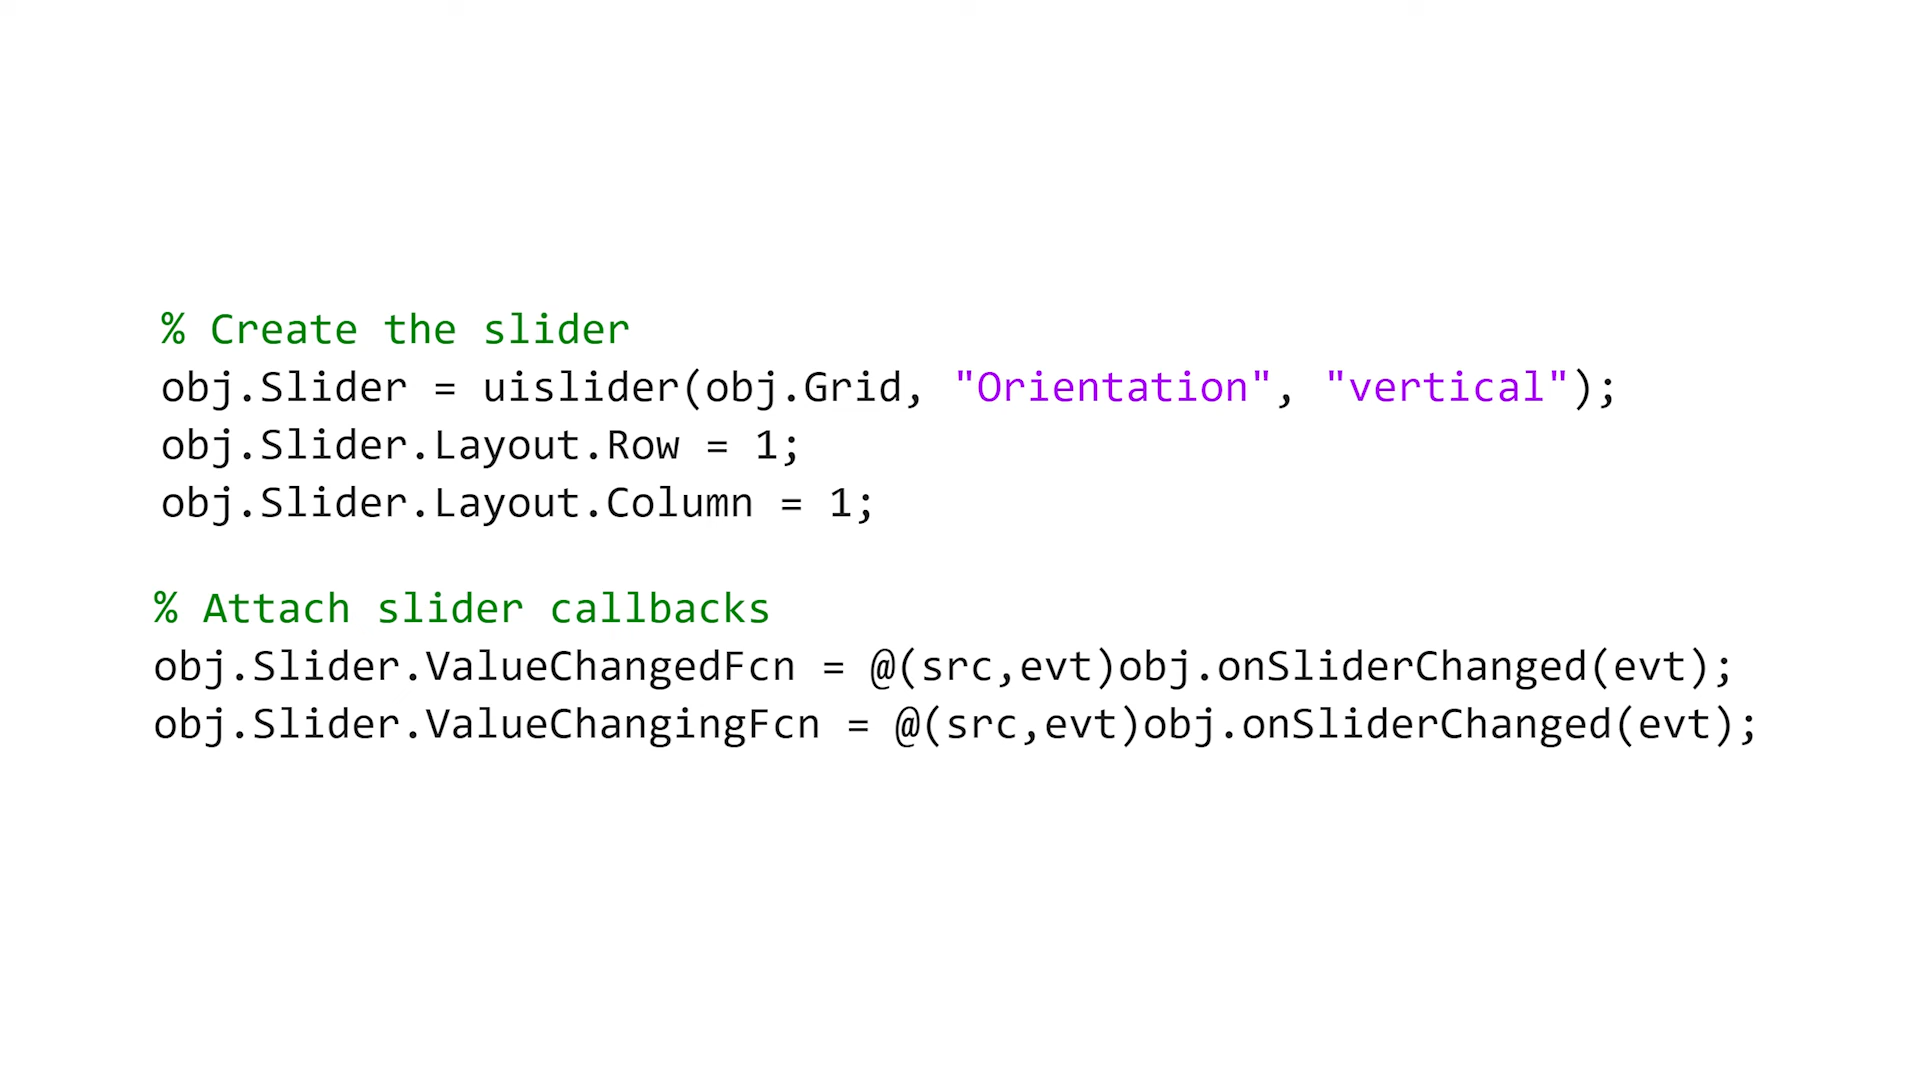 % Create the slider
obj.Slider = uislider(obj.Grid, "Orientation", "vertical");
obj.Slider.Layout.Row = 1;
obj.Slider.Layout.Column = 1;
% Attach slider callbacks
obj.Slider.ValueChangedFcn = @(src,evt)obj.onSliderChanged(evt);
obj.Slider.ValueChangingFcn = @(src,evt)obj.onSliderChanged(evt);